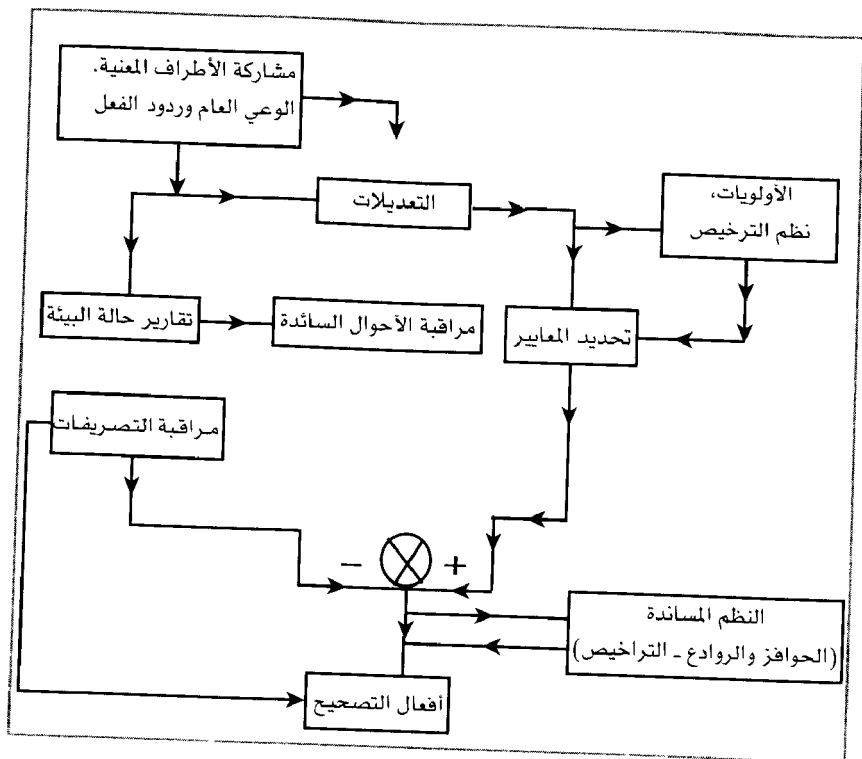 مشاركة الأطراف المعنية.
الوعي العام وردود الفعل
التعديلات
الأولويات،
نظم الترخيص
تقارير حالة البيئة
مراقبة الأحوال السائدة
تحديد المعايير
مراقبة التصريفات
−
+
النظم المساندة
(الحوافز والروادع ـ التراخيص)
أفعال التصحيح